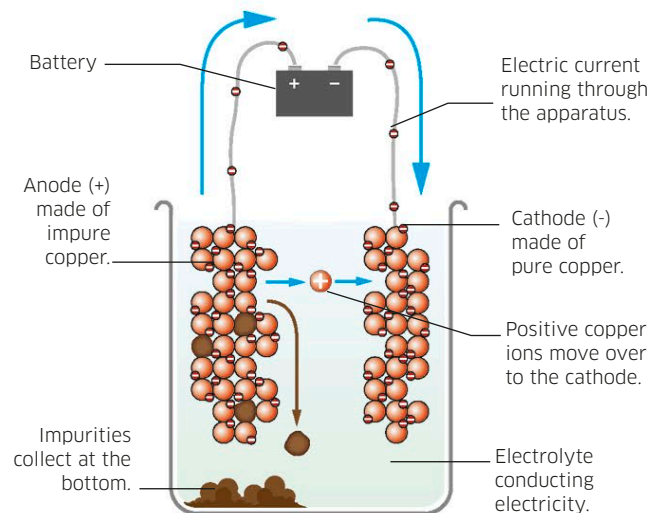 Battery
+ −
Electric current
running through
the apparatus.
Anode (+)
made of
impure
copper.
Cathode (-)
made of
pure copper.
+
Positive copper
ions move over
to the cathode.
Impurities
collect at the
bottom.
Electrolyte
conducting
electricity.